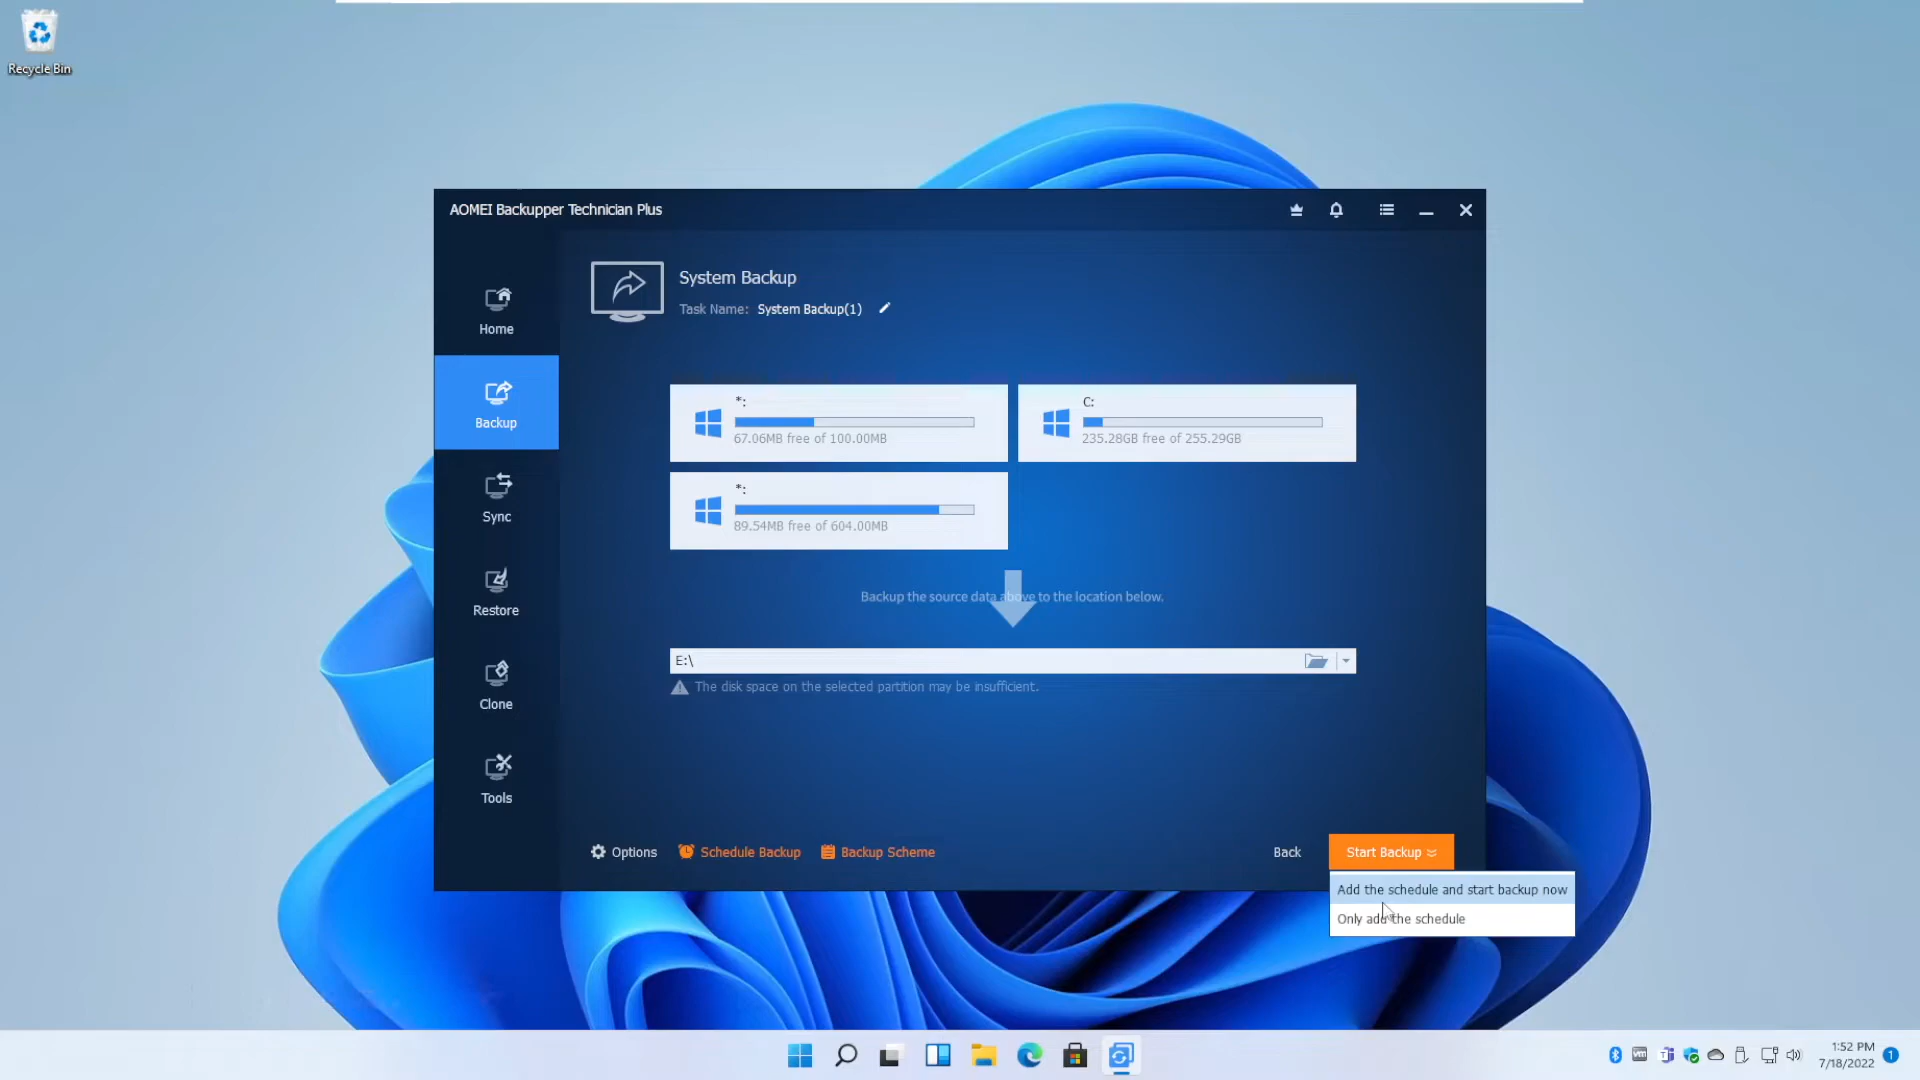 Recycle Bin
AOMEI Backupper Technician Plus
System Backup
Task Name: System Backup(1)
Home
Backup
Sync
Restore
Clone
Tools
*:
67.06MB free of 100.00MB
C:
235.28GB free of 255.29GB
*:
89.54MB free of 604.00MB
Backup the source data above to the location below.
E:\
The disk space on the selected partition may be insufficient.
Options
Schedule Backup
Backup Scheme
Back
Start Backup
Add the schedule and start backup now
Only add the schedule
vm
1:52 PM
7/18/2022
1